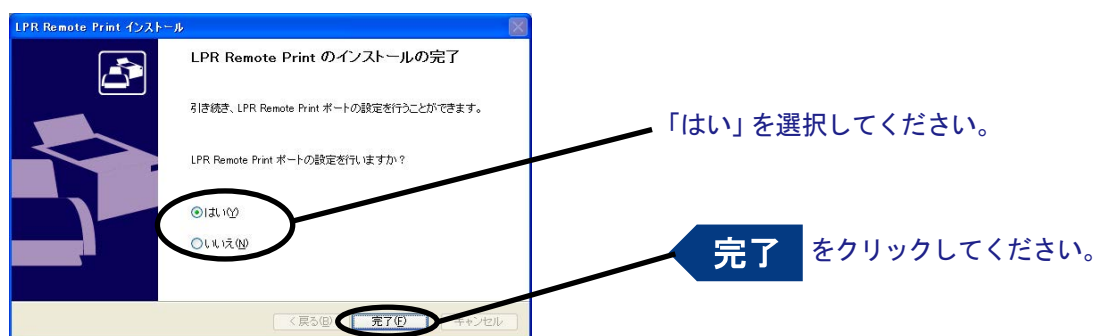 LPR Remote Print インストール
LPR Remote Print のインストールの完了
引き続き、LPR Remote Print ポートの設定を行うことができます。
「はい」を選択してください。
LPR Remote Print ポートの設定を行いますか?
はい(Y)
いいえ(N)
完了 をクリックしてください。
< 戻る(B) 完了(F) キャンセル